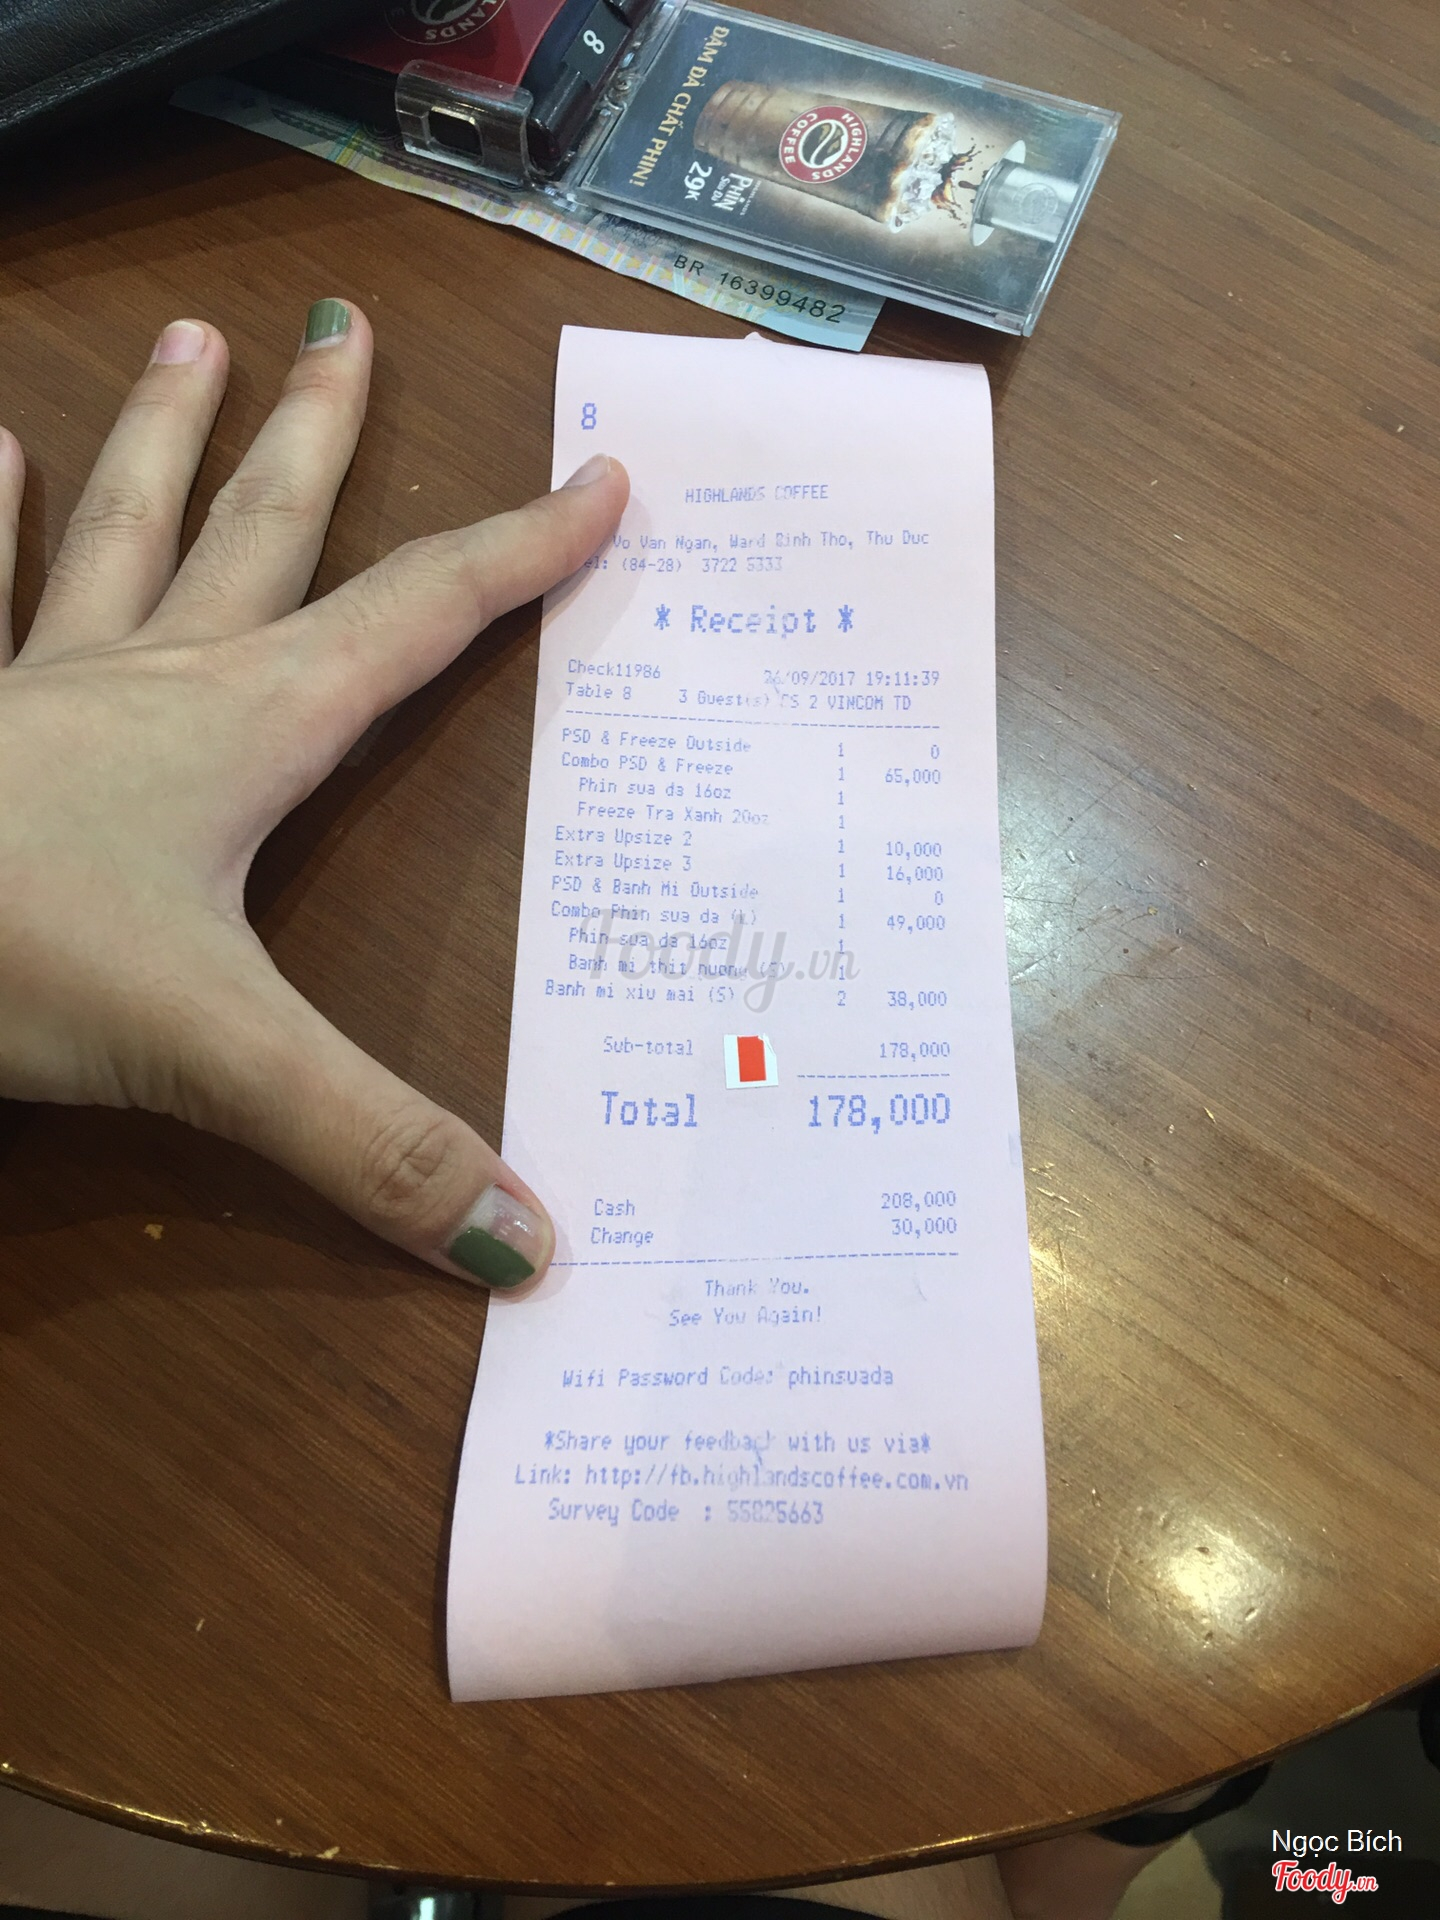 HIGHLANDS
8
ĐẬM ĐÀ CHẤT PHIN!
HIGHLANDS COFFEE
PHIN
SỮA ĐÁ
29K
BR 16399482
8
HIGHLANDS COFFEE
Vo Van Ngan, Ward Binh Tho, Thu Duc
el: (84-28) 3722 5333
* Receipt *
Check11986 26/09/2017 19:11:39
Table 8 3 Guest(s) CS 2 VINCOM TD
PSD & Freeze Outside 1 0
Combo PSD & Freeze 1 65,000
Phin sua da 16oz 1
Freeze Tra Xanh 20oz 1
Extra Upsize 2 1 10,000
Extra Upsize 3 1 16,000
PSD & Banh Mi Outside 1 0
Combo Phin sua da (L) 1 49,000
Phin sua da 16oz 1
Banh mi thit nuong (S) 1
Banh mi xiu mai (S) 2 38,000
Sub-total 178,000
Total 178,000
Cash 208,000
Change 30,000
Thank You.
See You Again!
Wifi Password Code: phinsuada
*Share your feedback with us via*
Link: http://fb.highlandscoffee.com.vn
Survey Code : 55825663
Foody.vn
Ngọc Bích
Foody.vn